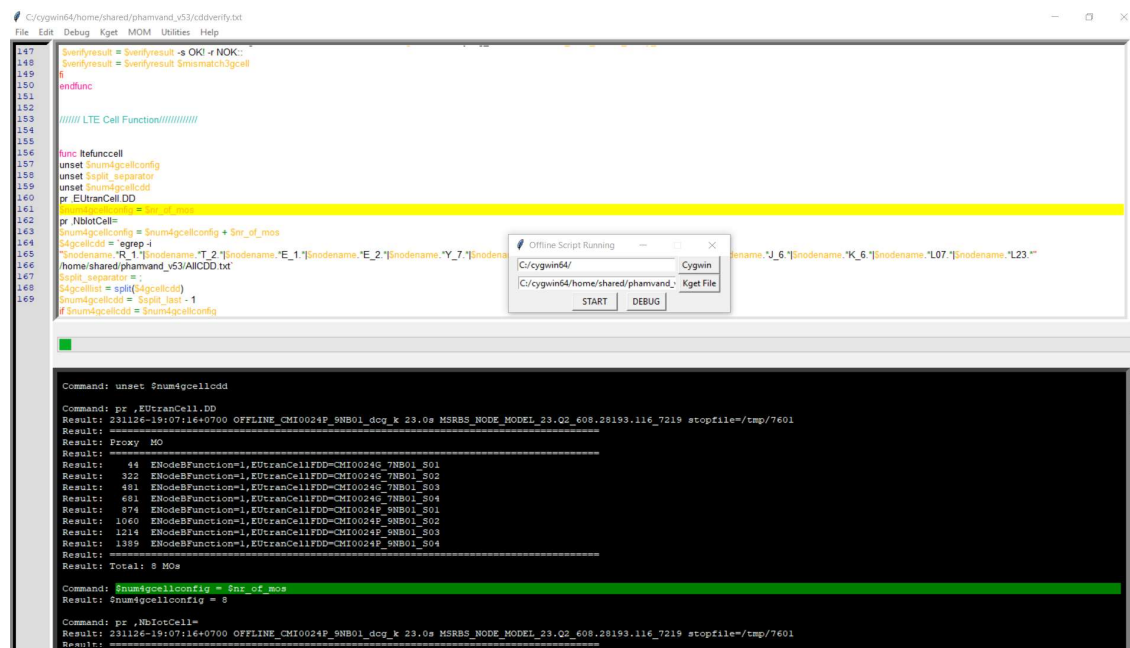 C:/cygwin64/home/shared/phamvand_v53/cddverify.txt
File Edit Debug Kget MOM Utilities Help
147 $verifyresult = $verifyresult -s OK! -r NOK::
148 $verifyresult = $verifyresult $mismatch3gcell
149 fi
150 endfunc
151
152
153 /////// LTE Cell Function/////////////
154
155
156 func ltefunccell
157 unset $num4gcellconfig
158 unset $split_separator
159 unset $num4gcellcdd
160 pr ,EUtranCell.DD
161 $num4gcellconfig = $nr_of_mos
162 pr ,NbIotCell=
163 $num4gcellconfig = $num4gcellconfig + $nr_of_mos
164 $4gcellcdd = `egrep -i
165 "$nodename.*R_1.*|$nodename.*T_2.*|$nodename.*E_1.*|$nodename.*E_2.*|$nodename.*Y_7.*|$nodena
ename.*J_6.*|$nodename.*K_6.*|$nodename.*L07.*|$nodename.*L23.*"
166 /home/shared/phamvand_v53/AllCDD.txt`
167 $split_separator = ;
168 $4gcelllist = split($4gcellcdd)
169 $num4gcellcdd = $split_last - 1
if $num4gcellcdd = $num4gcellconfig
Offline Script Running
C:/cygwin64/ Cygwin
C:/cygwin64/home/shared/phamvand_v Kget File
START DEBUG
Command: unset $num4gcellcdd
Command: pr ,EUtranCell.DD
Result: 231126-19:07:16+0700 OFFLINE_CMI0024P_9NB01_dcg_k 23.0s MSRBS_NODE_MODEL_23.Q2_608.28193.116_7219 stopfile=/tmp/7601
Result: ===================================================================================
Result: Proxy MO
Result: ===================================================================================
Result: 44 ENodeBFunction=1,EUtranCellFDD=CMI0024G_7NB01_S01
Result: 322 ENodeBFunction=1,EUtranCellFDD=CMI0024G_7NB01_S02
Result: 481 ENodeBFunction=1,EUtranCellFDD=CMI0024G_7NB01_S03
Result: 681 ENodeBFunction=1,EUtranCellFDD=CMI0024G_7NB01_S04
Result: 874 ENodeBFunction=1,EUtranCellFDD=CMI0024P_9NB01_S01
Result: 1060 ENodeBFunction=1,EUtranCellFDD=CMI0024P_9NB01_S02
Result: 1214 ENodeBFunction=1,EUtranCellFDD=CMI0024P_9NB01_S03
Result: 1389 ENodeBFunction=1,EUtranCellFDD=CMI0024P_9NB01_S04
Result: ===================================================================================
Result: Total: 8 MOs
Command: $num4gcellconfig = $nr_of_mos
Result: $num4gcellconfig = 8
Command: pr ,NbIotCell=
Result: 231126-19:07:16+0700 OFFLINE_CMI0024P_9NB01_dcg_k 23.0s MSRBS_NODE_MODEL_23.Q2_608.28193.116_7219 stopfile=/tmp/7601
Result: ===================================================================================